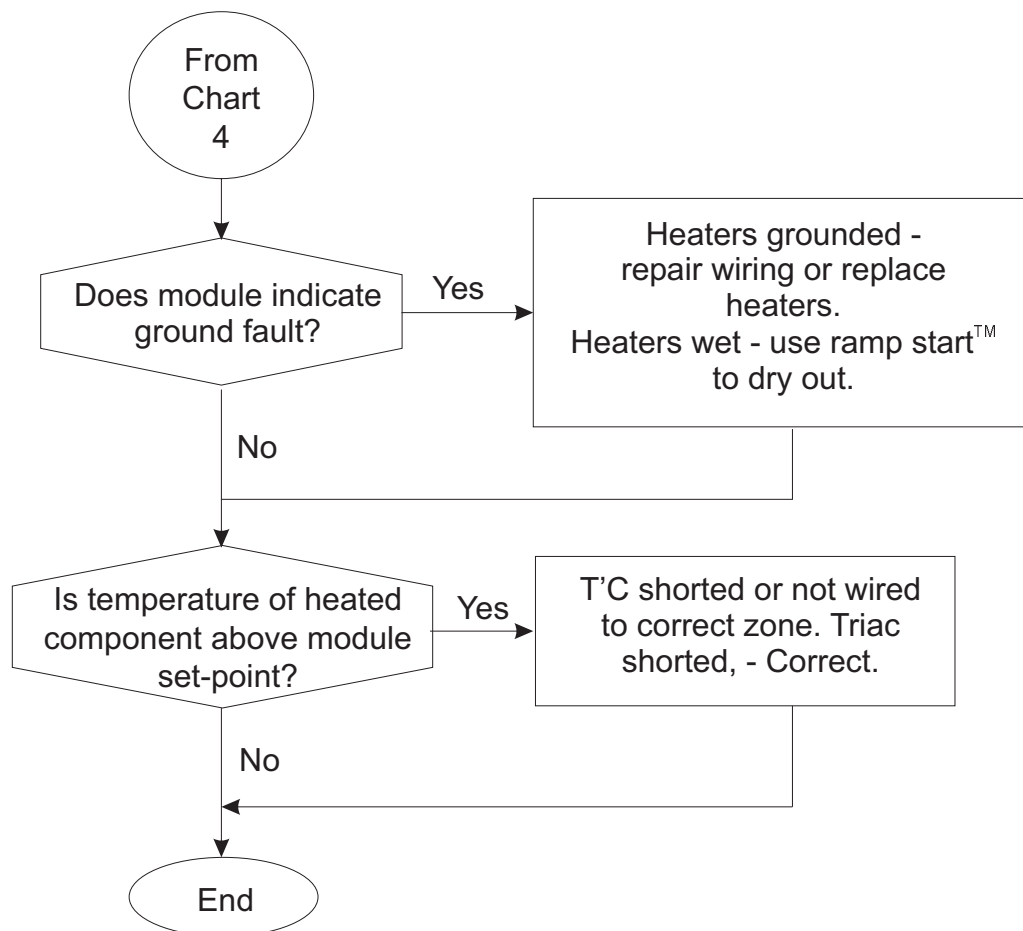 From
Chart
4
Does module indicate
ground fault?
Yes
Heaters grounded -
repair wiring or replace
heaters.
Heaters wet - use ramp start™
to dry out.
No
Is temperature of heated
component above module
set-point?
Yes
T’C shorted or not wired
to correct zone. Triac
shorted, - Correct.
No
End